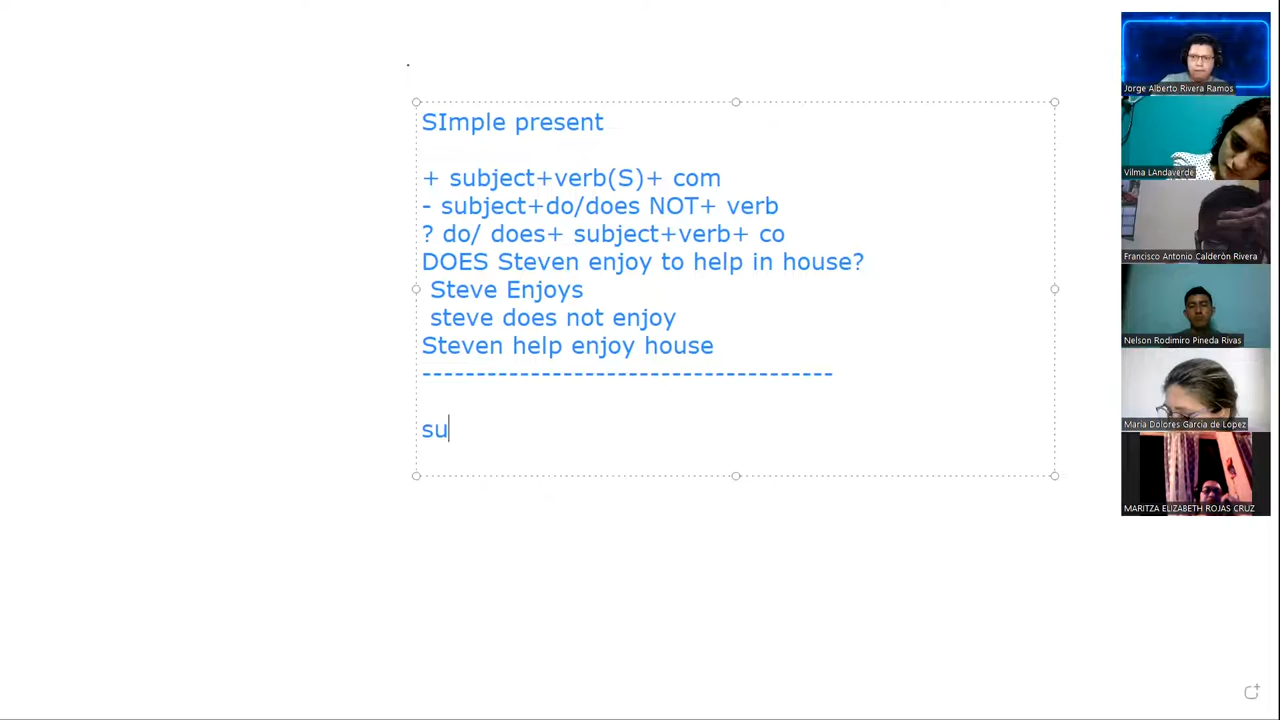 SImple present
+ subject+verb(S)+ com
- subject+do/does NOT+ verb
? do/ does+ subject+verb+ co
DOES Steven enjoy to help in house?
Steve Enjoys
steve does not enjoy
Steven help enjoy house
-------------------------------------
su
Jorge Alberto Rivera Ramos
Vilma LAndaverde
Francisco Antonio Calderòn Rivera
Nelson Rodimiro Pineda Rivas
Maria Dolores Garcia de Lopez
MARITZA ELIZABETH ROJAS CRUZ